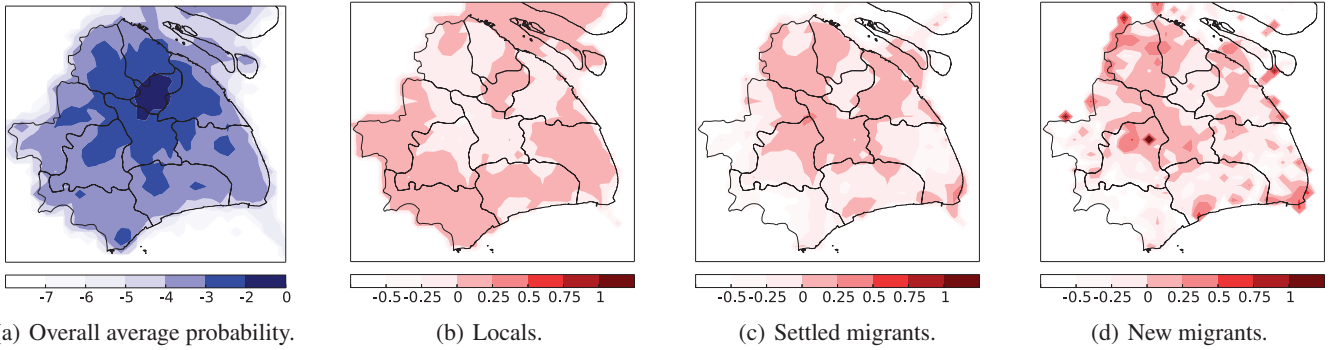 -7 -6 -5 -4 -3 -2 0
-0.5 -0.25 0 0.25 0.5 0.75 1
-0.5 -0.25 0 0.25 0.5 0.75 1
-0.5 -0.25 0 0.25 0.5 0.75 1
a) Overall average probability.
(b) Locals.
(c) Settled migrants.
(d) New migrants.